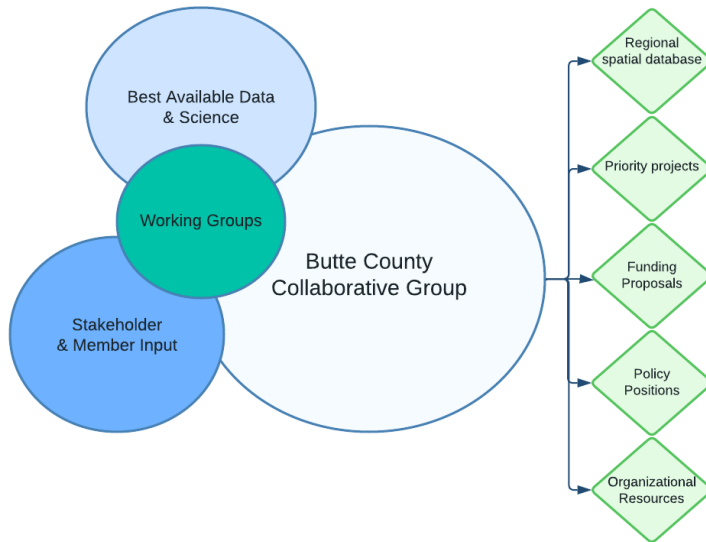 Best Available Data
& Science
Working Groups
Stakeholder
& Member Input
Butte County
Collaborative Group
Regional
spatial database
Priority projects
Funding
Proposals
Policy
Positions
Organizational
Resources